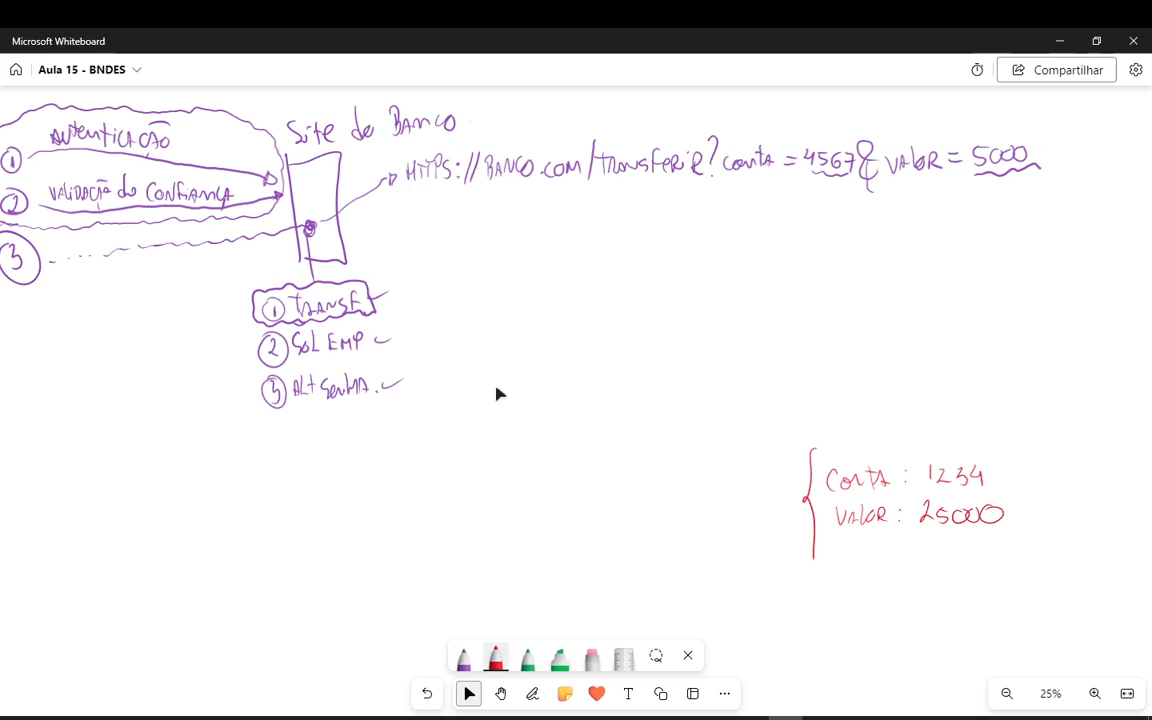 Microsoft Whiteboard
Aula 15 - BNDES
Compartilhar
Site do BANCO
① AUTENTICAÇÃO
HTTPS://BANCO.COM/TRANSFERIR?CONTA=4567&VALOR=5000
② VALIDAÇÃO do CONFIANÇA
③
① TRANSF
② SOL EMP
③ ALT SENHA.
CONTA: 1234
VALOR: 25000
25%